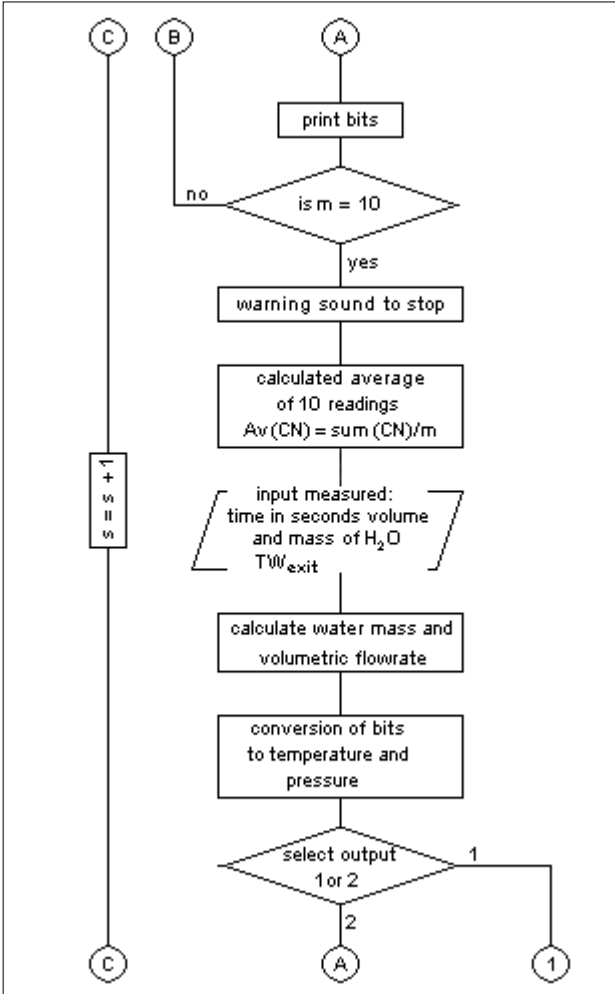 C
B
A
print bits
no
is m = 10
yes
warning sound to stop
calculated average
of 10 readings
Av (CN) = sum (CN)/m
s = s + 1
input measured:
time in seconds volume
and mass of H₂O
TWexit
calculate water mass and
volumetric flowrate
conversion of bits
to temperature and
pressure
select output
1 or 2
1
2
C
A
1